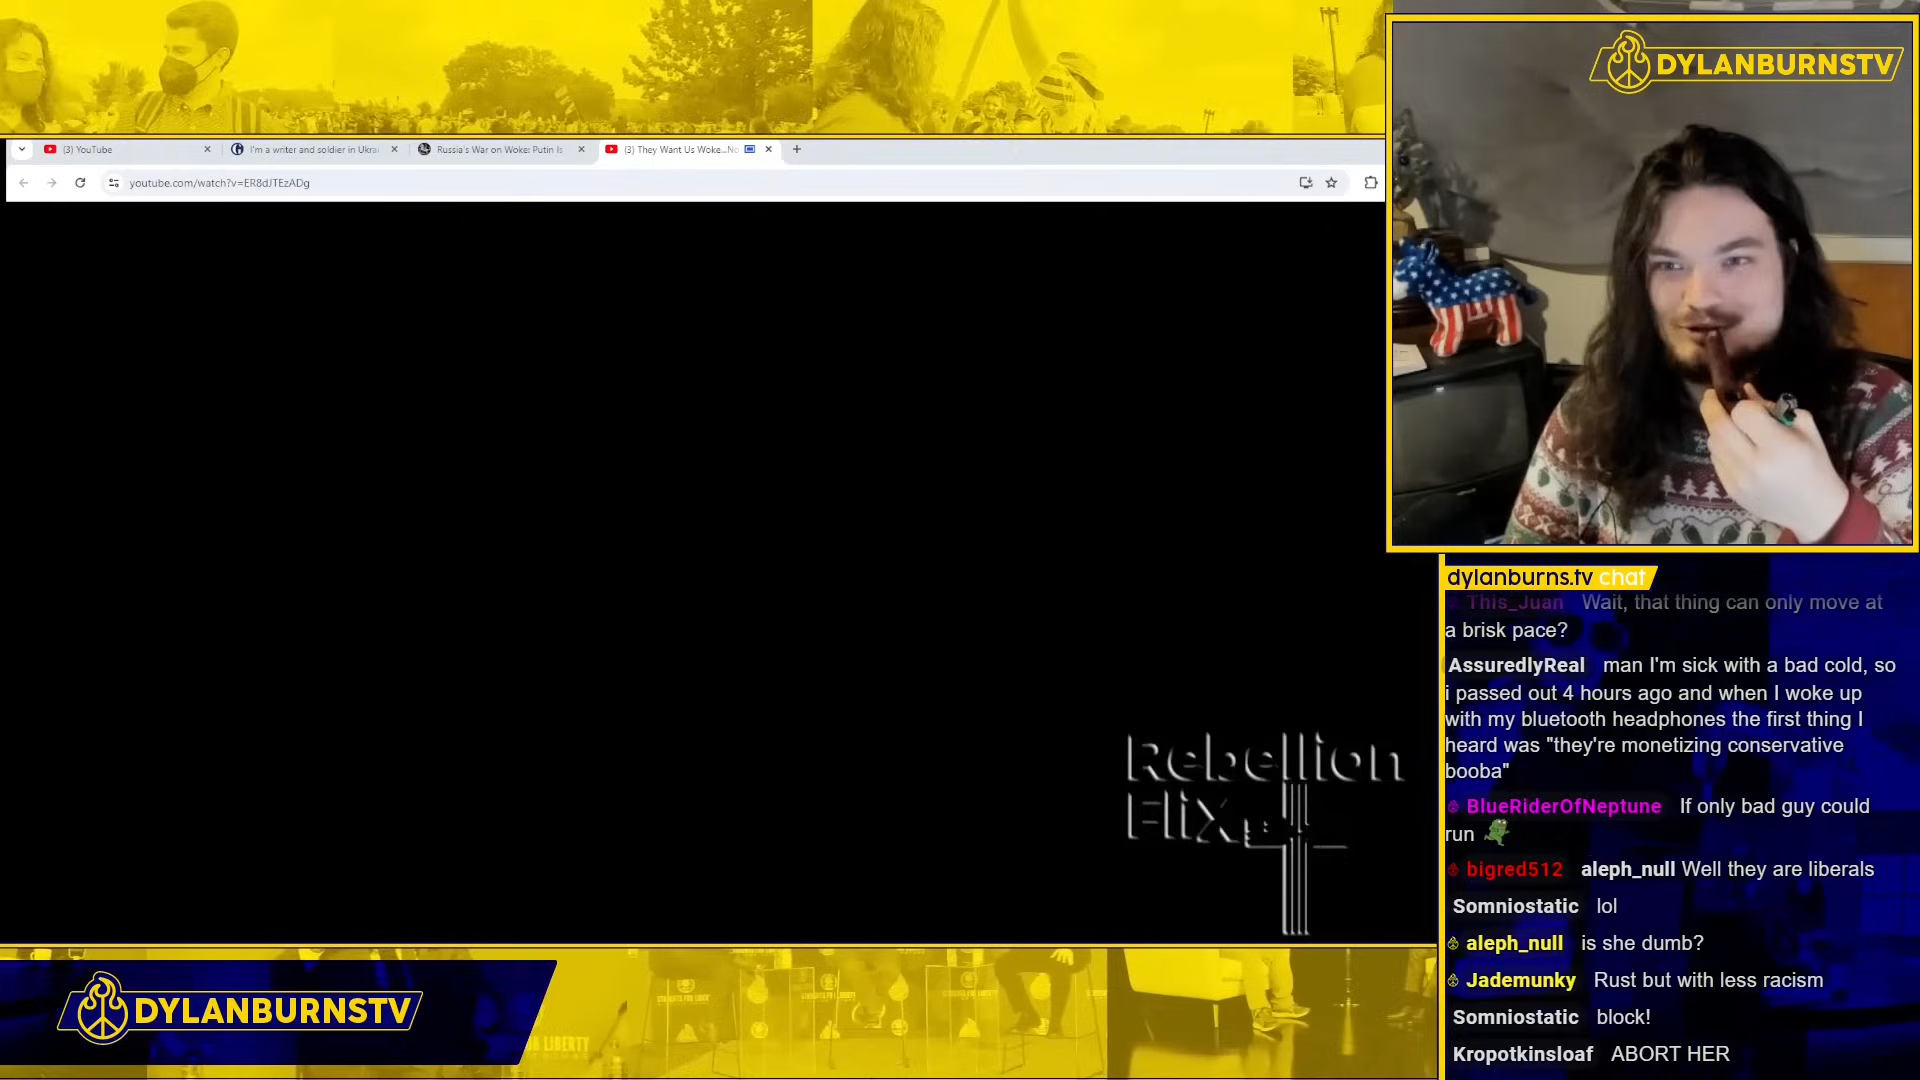 DYLANBURNSTV
(3) YouTube
I'm a writer and soldier in Ukra
Russia's War on Woke: Putin Is
(3) They Want Us Woke...No
youtube.com/watch?v=ER8dJTEzADg
Rebellion
FliX
dylanburns.tv chat
This_Juan Wait, that thing can only move at
a brisk pace?
AssuredlyReal man I'm sick with a bad cold, so
i passed out 4 hours ago and when I woke up
with my bluetooth headphones the first thing I
heard was "they're monetizing conservative
booba"
BlueRiderOfNeptune If only bad guy could
run
bigred512 aleph_null Well they are liberals
Somniostatic lol
aleph_null is she dumb?
Jademunky Rust but with less racism
Somniostatic block!
Kropotkinsloaf ABORT HER
DYLANBURNSTV